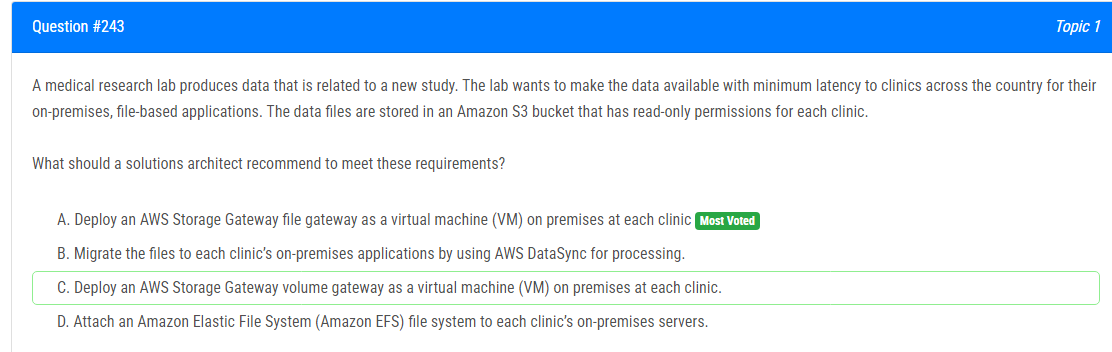 Question #243
Topic 1
A medical research lab produces data that is related to a new study. The lab wants to make the data available with minimum latency to clinics across the country for their
on-premises, file-based applications. The data files are stored in an Amazon S3 bucket that has read-only permissions for each clinic.
What should a solutions architect recommend to meet these requirements?
A. Deploy an AWS Storage Gateway file gateway as a virtual machine (VM) on premises at each clinic Most Voted
B. Migrate the files to each clinic's on-premises applications by using AWS DataSync for processing.
C. Deploy an AWS Storage Gateway volume gateway as a virtual machine (VM) on premises at each clinic.
D. Attach an Amazon Elastic File System (Amazon EFS) file system to each clinic's on-premises servers.